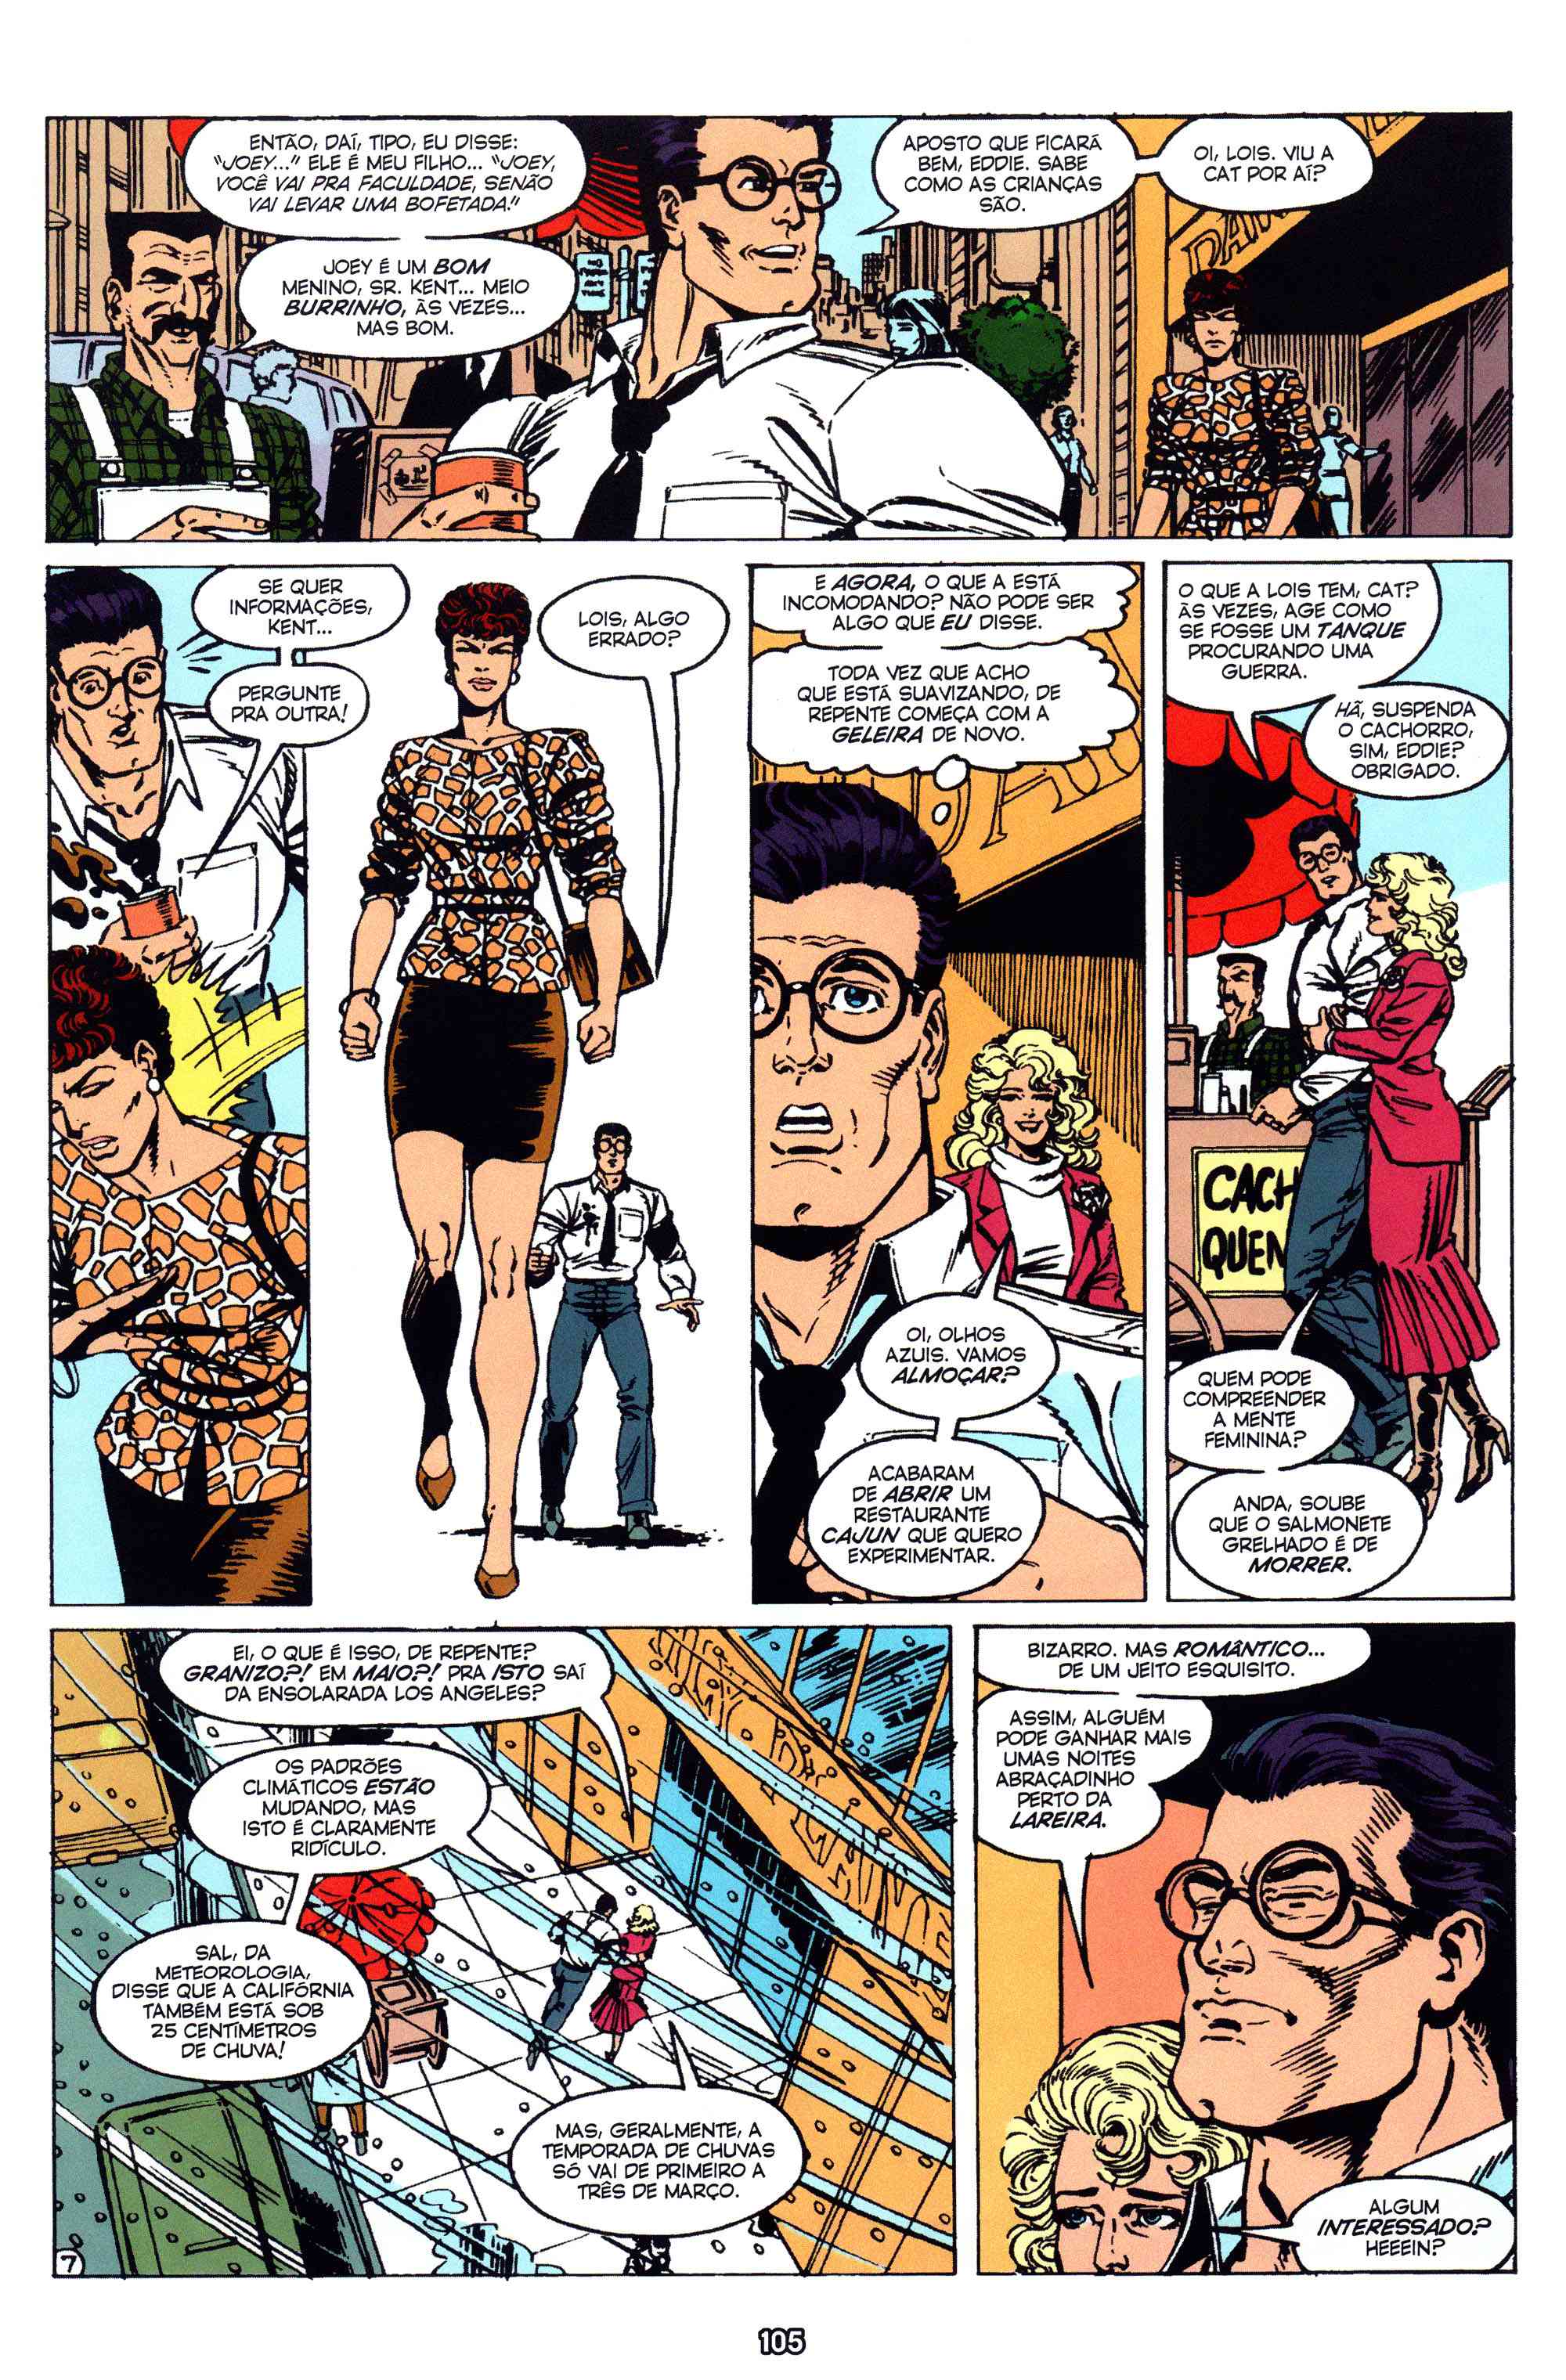 ENTÃO, DAÍ, TIPO, EU DISSE:
"JOEY..." ELE É MEU FILHO... "JOEY,
VOCÊ VAI PRA FACULDADE, SENÃO
VAI LEVAR UMA BOFETADA."
JOEY É UM BOM
MENINO, SR. KENT... MEIO
BURRINHO, ÀS VEZES...
MAS BOM.
APOSTO QUE FICARÁ
BEM, EDDIE. SABE
COMO AS CRIANÇAS
SÃO.
OI, LOIS. VIU A
CAT POR AÍ?
SE QUER
INFORMAÇÕES,
KENT...
PERGUNTE
PRA OUTRA!
LOIS, ALGO
ERRADO?
E AGORA, O QUE A ESTÁ
INCOMODANDO? NÃO PODE SER
ALGO QUE EU DISSE.
TODA VEZ QUE ACHO
QUE ESTÁ SUAVIZANDO, DE
REPENTE COMEÇA COM A
GELEIRA DE NOVO.
OI, OLHOS
AZUIS. VAMOS
ALMOÇAR?
ACABARAM
DE ABRIR UM
RESTAURANTE
CAJUN QUE QUERO
EXPERIMENTAR.
O QUE A LOIS TEM, CAT?
ÀS VEZES, AGE COMO
SE FOSSE UM TANQUE
PROCURANDO UMA
GUERRA.
HÃ, SUSPENDA
O CACHORRO,
SIM, EDDIE?
OBRIGADO.
CACH
QUEN
QUEM PODE
COMPREENDER
A MENTE
FEMININA?
ANDA, SOUBE
QUE O SALMONETE
GRELHADO É DE
MORRER.
EI, O QUE É ISSO, DE REPENTE?
GRANIZO?! EM MAIO?! PRA ISTO SAÍ
DA ENSOLARADA LOS ANGELES?
OS PADRÕES
CLIMÁTICOS ESTÃO
MUDANDO, MAS
ISTO É CLARAMENTE
RIDÍCULO.
SAL, DA
METEOROLOGIA,
DISSE QUE A CALIFÓRNIA
TAMBÉM ESTÁ SOB
25 CENTÍMETROS
DE CHUVA!
MAS, GERALMENTE, A
TEMPORADA DE CHUVAS
SÓ VAI DE PRIMEIRO A
TRÊS DE MARÇO.
7
BIZARRO. MAS ROMÂNTICO...
DE UM JEITO ESQUISITO.
ASSIM, ALGUÉM
PODE GANHAR MAIS
UMAS NOITES
ABRAÇADINHO
PERTO DA
LAREIRA.
ALGUM
INTERESSADO?
HEEEIN?
105